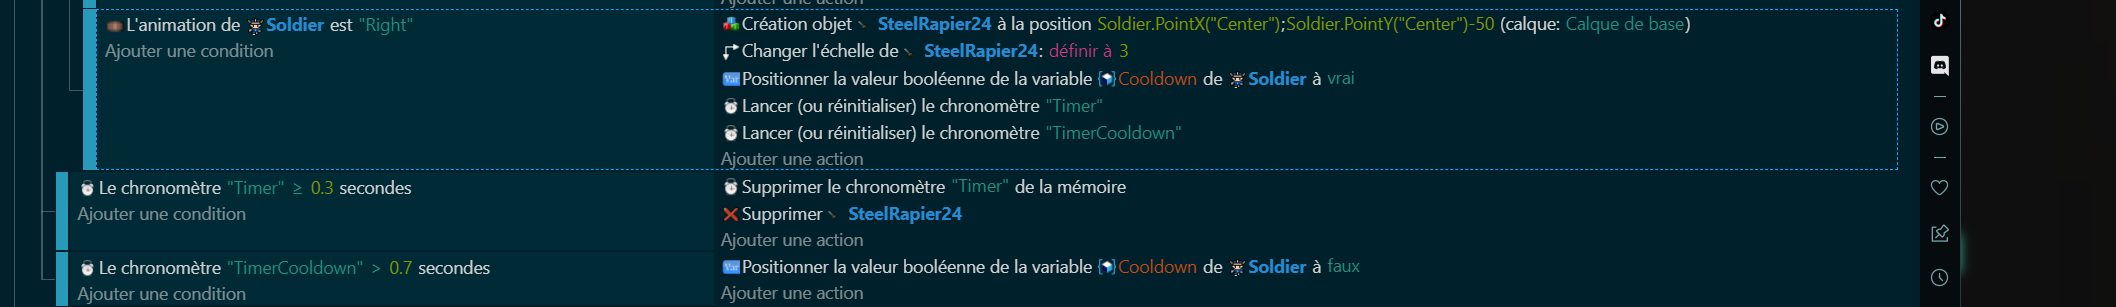 Ajouter une action
L'animation de Soldier est "Right"
Ajouter une condition
Création objet SteelRapier24 à la position Soldier.PointX("Center");Soldier.PointY("Center")-50 (calque: Calque de base)
Changer l'échelle de SteelRapier24: définir à 3
Var Positionner la valeur booléenne de la variable Cooldown de Soldier à vrai
Lancer (ou réinitialiser) le chronomètre "Timer"
Lancer (ou réinitialiser) le chronomètre "TimerCooldown"
Ajouter une action
Le chronomètre "Timer" ≥ 0.3 secondes
Ajouter une condition
Supprimer le chronomètre "Timer" de la mémoire
Supprimer SteelRapier24
Ajouter une action
Le chronomètre "TimerCooldown" > 0.7 secondes
Ajouter une condition
Var Positionner la valeur booléenne de la variable Cooldown de Soldier à faux
Ajouter une action